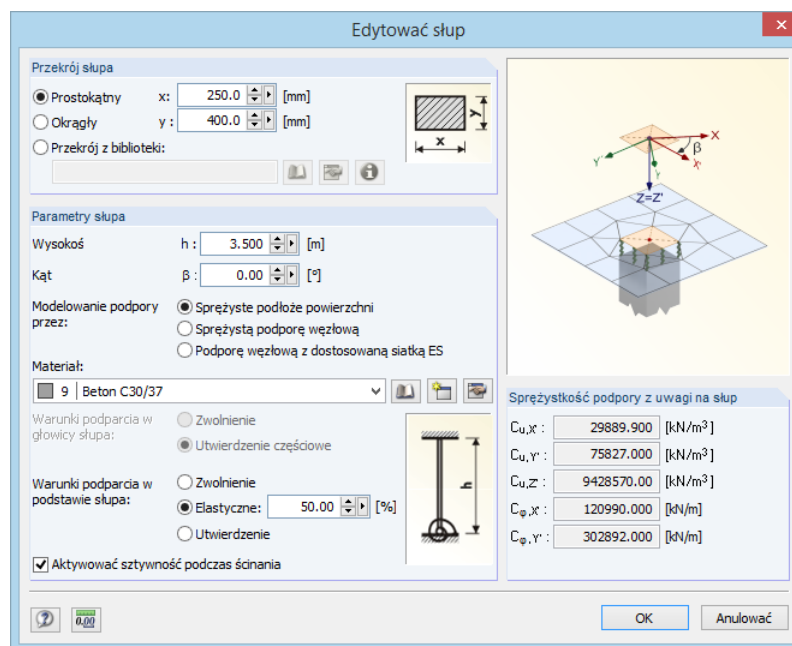 Edytować słup
Przekrój słupa
Prostokątny x: 250.0 [mm]
Okrągły y : 400.0 [mm]
Przekrój z biblioteki:
y
x
Parametry słupa
Wysokoś h : 3.500 [m]
Kąt β : 0.00 [°]
Modelowanie podpory przez:
Sprężyste podłoże powierzchni
Sprężystą podporę węzłową
Podporę węzłową z dostosowaną siatką ES
Materiał:
9 Beton C30/37
Warunki podparcia w głowicy słupa:
Zwolnienie
Utwierdzenie częściowe
Warunki podparcia w podstawie słupa:
Zwolnienie
Elastyczne: 50.00 [%]
Utwierdzenie
h
Aktywować sztywność podczas ścinania
X
β
Y'
Y
X'
Z=Z'
Sprężystkość podpory z uwagi na słup
Cu,X' : 29889.900 [kN/m³]
Cu,Y' : 75827.000 [kN/m³]
Cu,Z' : 9428570.00 [kN/m³]
Cφ,X' : 120990.000 [kN/m]
Cφ,Y' : 302892.000 [kN/m]
0.00
OK
Anulować